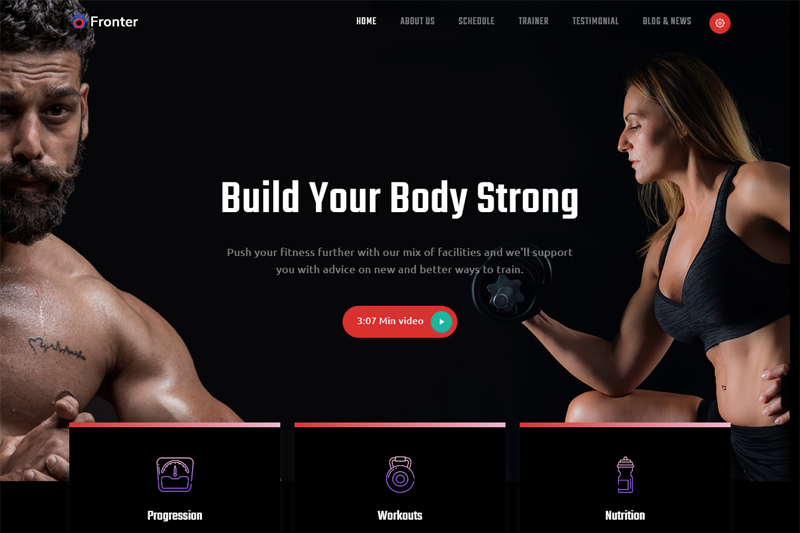 Fronter
HOME ABOUT US SCHEDULE TRAINER TESTIMONIAL BLOG & NEWS
Build Your Body Strong
Push your fitness further with our mix of facilities and we'll support
you with advice on new and better ways to train.
3:07 Min video
Progression
Workouts
Nutrition